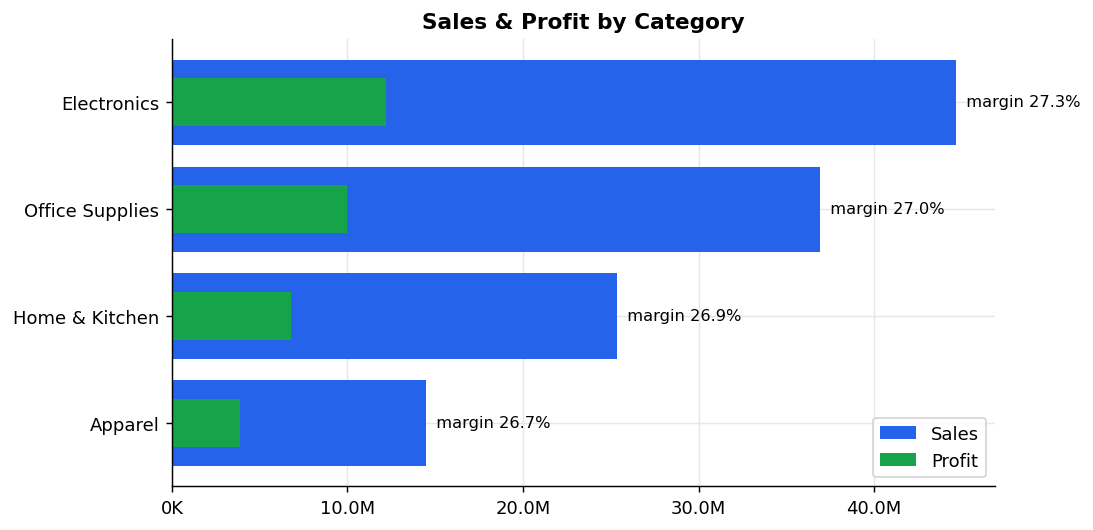 Sales & Profit by Category
Electronics
margin 27.3%
Office Supplies
margin 27.0%
Home & Kitchen
margin 26.9%
Apparel
margin 26.7%
Sales
Profit
0K 10.0M 20.0M 30.0M 40.0M